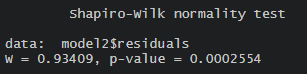 Shapiro-Wilk normality test
data:  model2$residuals
W = 0.93409, p-value = 0.0002554